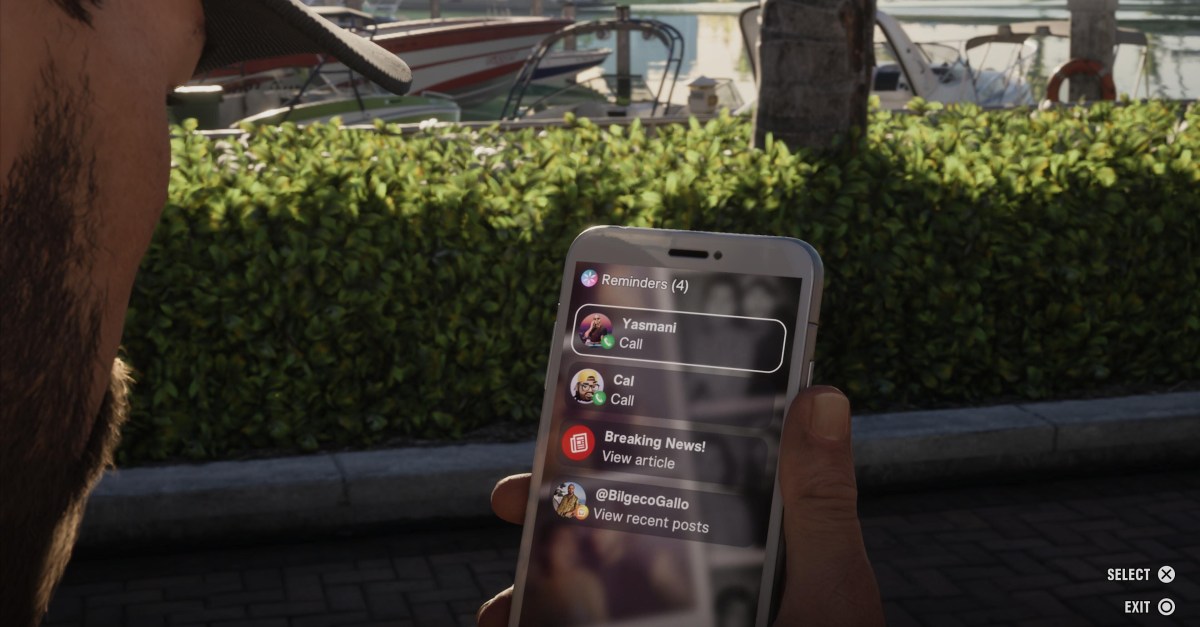 Reminders (4)
Yasmani
Call
Cal
Call
Breaking News!
View article
@BilgecoGallo
View recent posts
SELECT
EXIT